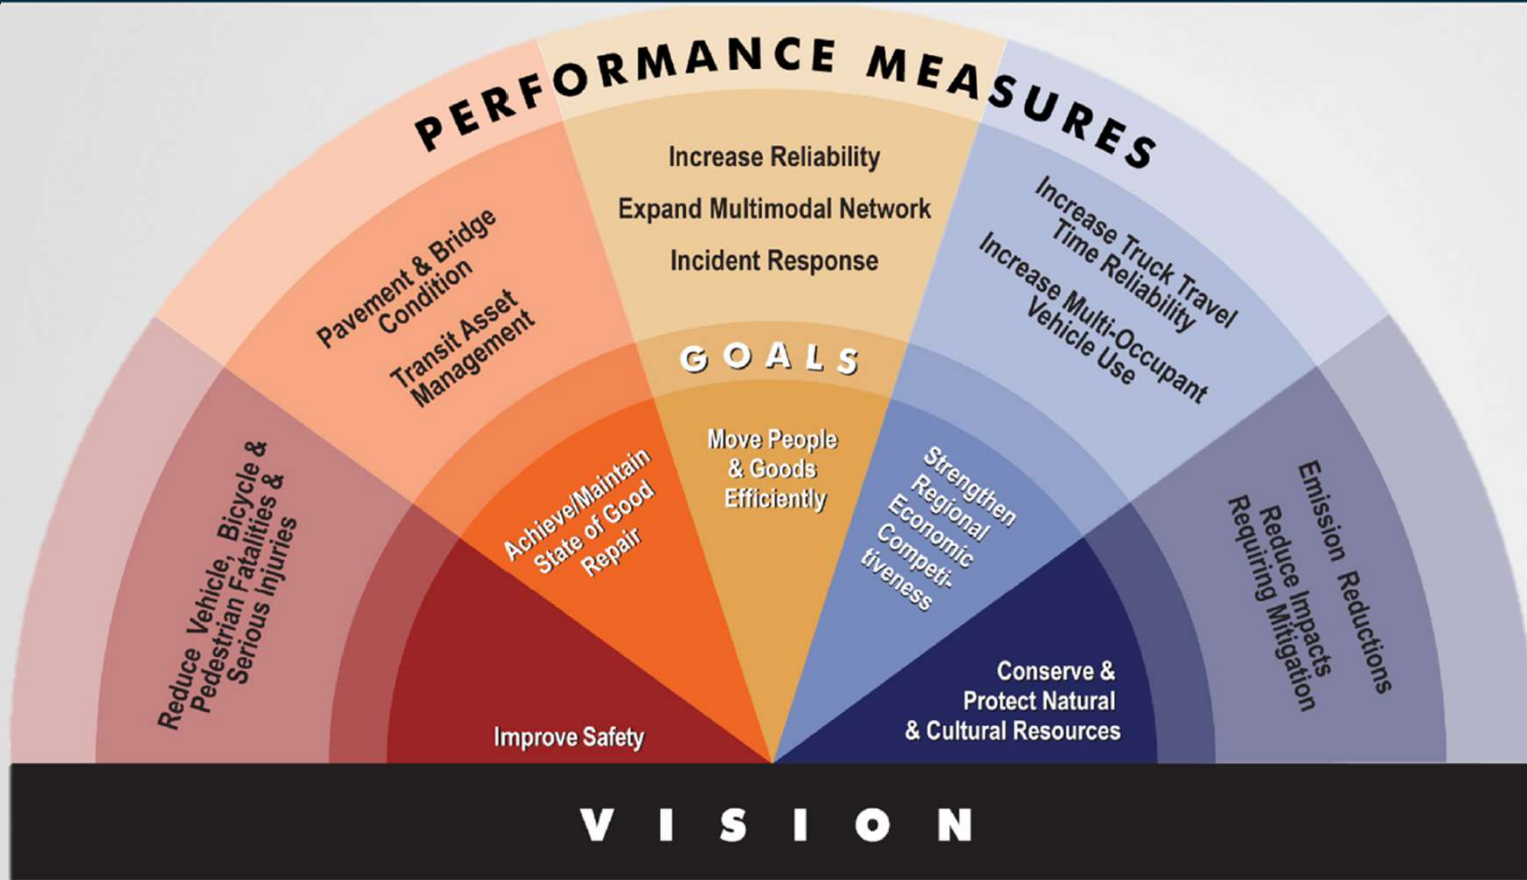 PERFORMANCE MEASURES
Reduce Vehicle, Bicycle &
Pedestrian Fatalities &
Serious Injuries
Pavement & Bridge
Condition
Transit Asset
Management
Increase Reliability
Expand Multimodal Network
Incident Response
Increase Truck Travel
Time Reliability
Increase Multi-Occupant
Vehicle Use
Emission Reductions
Reduce Impacts
Requiring Mitigation
GOALS
Improve Safety
Achieve/Maintain
State of Good
Repair
Move People
& Goods
Efficiently
Strengthen
Regional
Economic
Competi-
tiveness
Conserve &
Protect Natural
& Cultural Resources
VISION